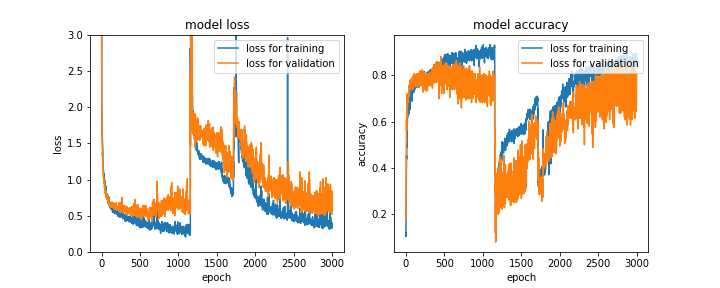 model loss
loss
3.0
2.5
2.0
1.5
1.0
0.5
0.0
loss for training
loss for validation
0 500 1000 1500 2000 2500 3000
epoch
model accuracy
accuracy
0.8
0.6
0.4
0.2
loss for training
loss for validation
0 500 1000 1500 2000 2500 3000
epoch